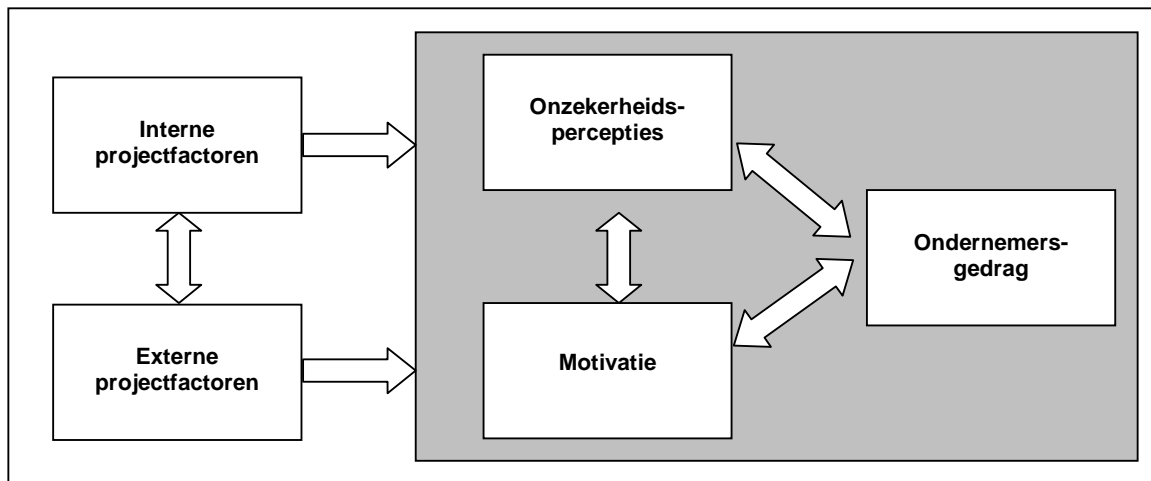 Interne
projectfactoren
Onzekerheids-
percepties
Ondernemers-
gedrag
Externe
projectfactoren
Motivatie